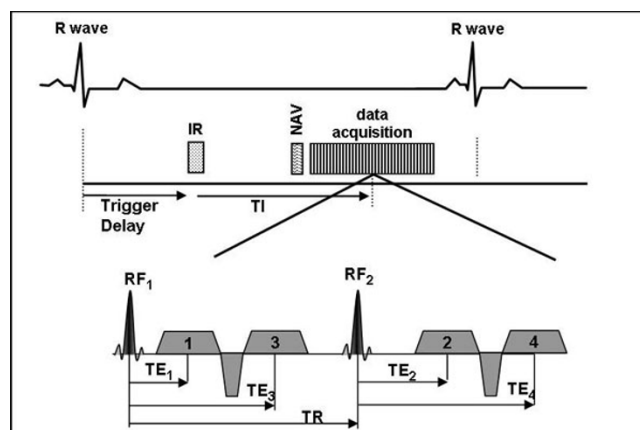 R wave
R wave
IR
NAV
data
acquisition
Trigger
Delay
TI
RF1
RF2
1
3
2
4
TE1
TE3
TE2
TE4
TR